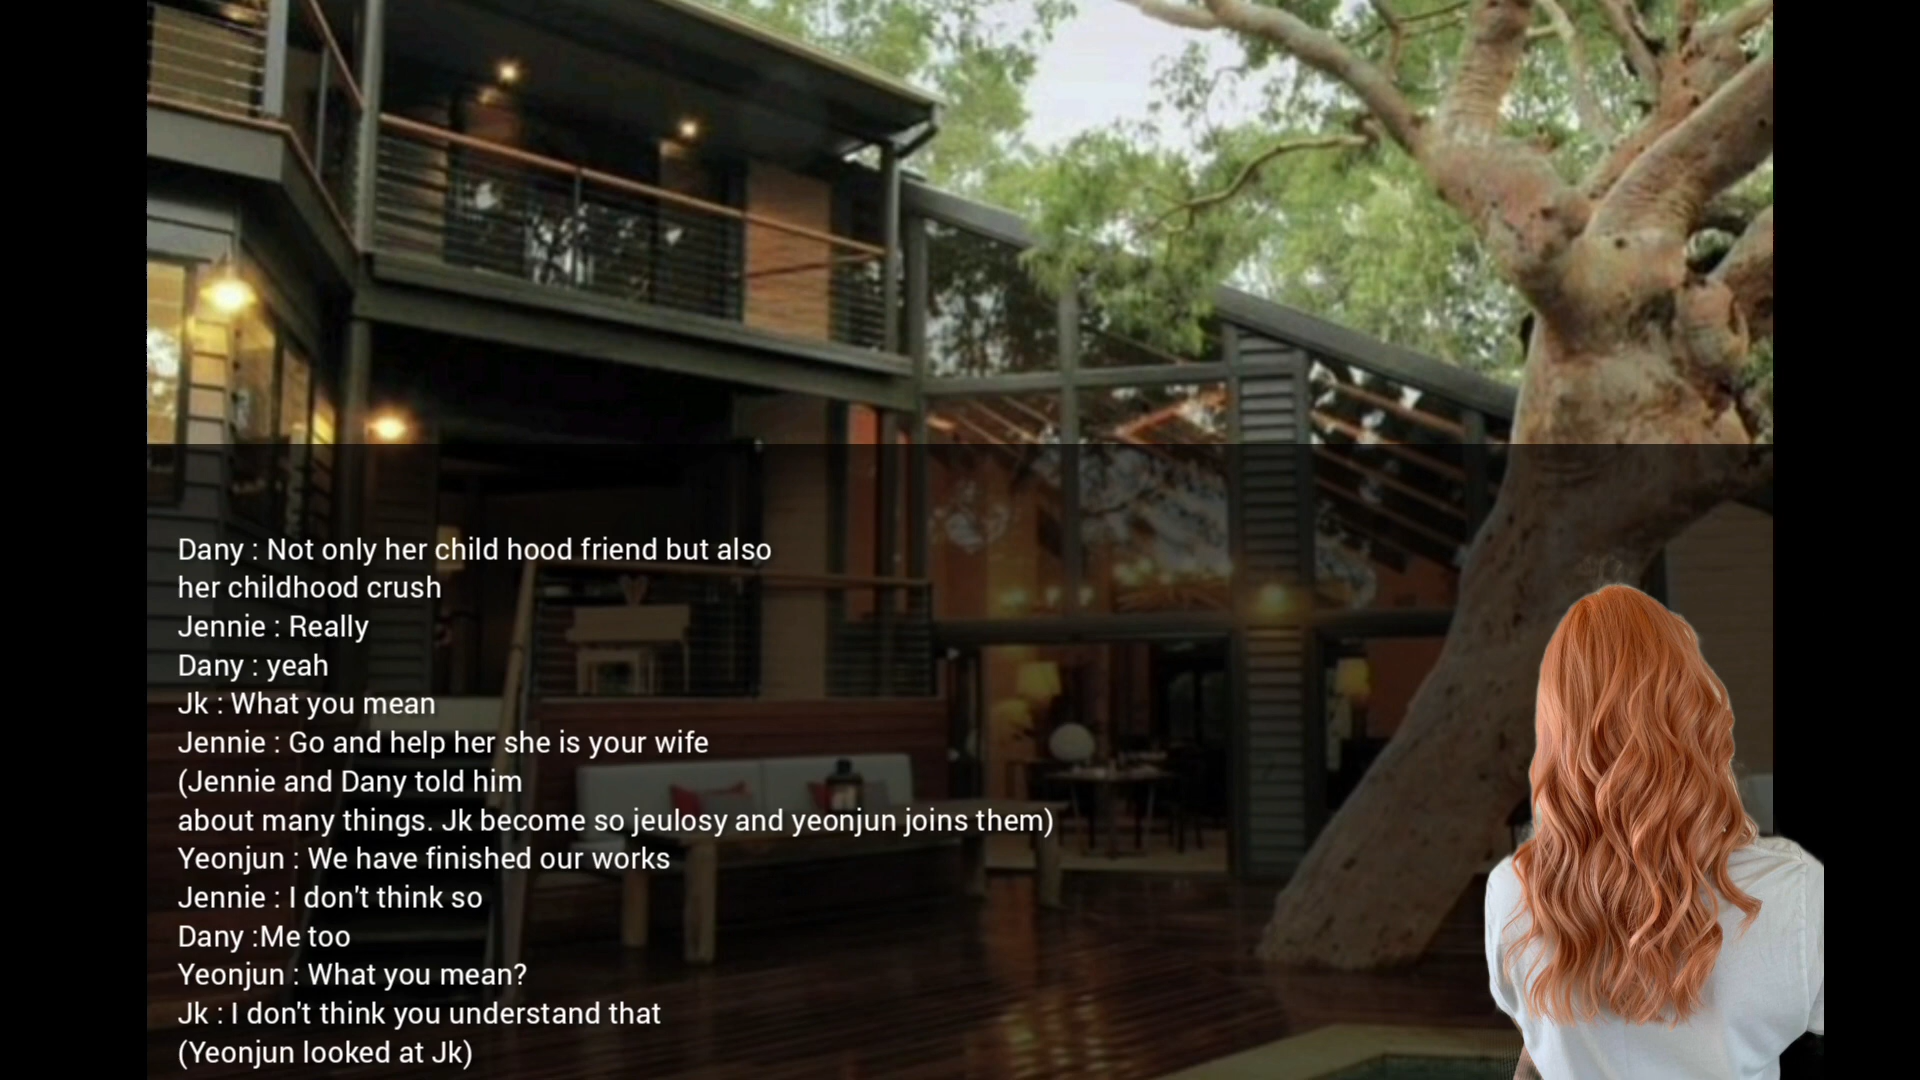 Dany : Not only her child hood friend but also
her childhood crush
Jennie : Really
Dany : yeah
Jk : What you mean
Jennie : Go and help her she is your wife
(Jennie and Dany told him
about many things. Jk become so jeulosy and yeonjun joins them)
Yeonjun : We have finished our works
Jennie : I don't think so
Dany :Me too
Yeonjun : What you mean?
Jk : I don't think you understand that
(Yeonjun looked at Jk)